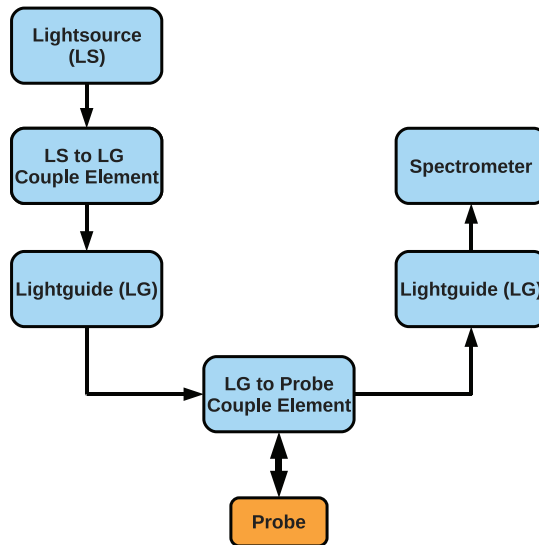 Lightsource
(LS)
LS to LG
Couple Element
Spectrometer
Lightguide (LG)
Lightguide (LG)
LG to Probe
Couple Element
Probe